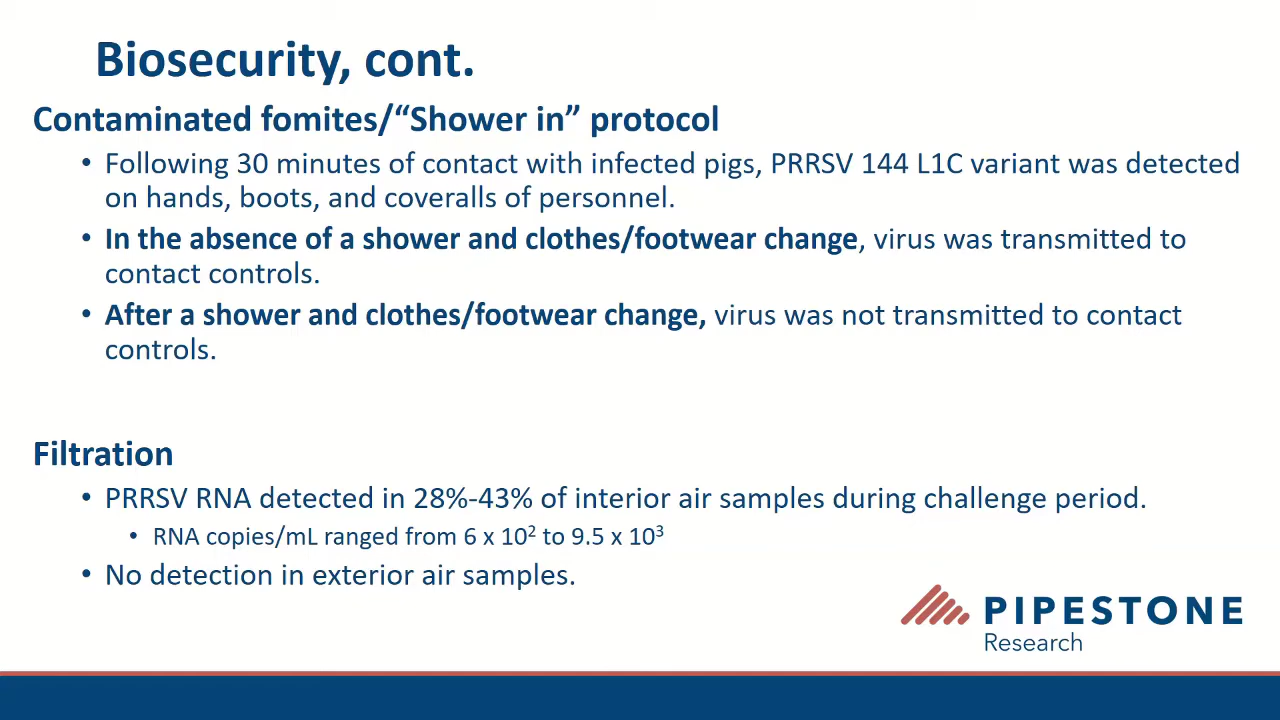 Biosecurity, cont.
Contaminated fomites/“Shower in” protocol
• Following 30 minutes of contact with infected pigs, PRRSV 144 L1C variant was detected
on hands, boots, and coveralls of personnel.
• In the absence of a shower and clothes/footwear change, virus was transmitted to
contact controls.
• After a shower and clothes/footwear change, virus was not transmitted to contact
controls.
Filtration
• PRRSV RNA detected in 28%-43% of interior air samples during challenge period.
• RNA copies/mL ranged from 6 x 10² to 9.5 x 10³
• No detection in exterior air samples.
PIPESTONE
Research